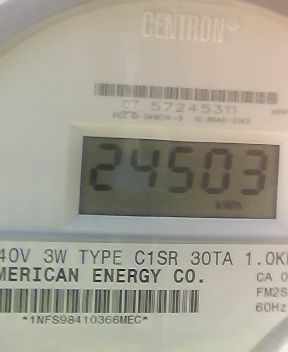 CENTRON®
07 57245311
24503
kWh
40V 3W TYPE C1SR 30TA 1.0K
MERICAN ENERGY CO.
CA 0
FM2S
60Hz
*1NFS98410366MEC*